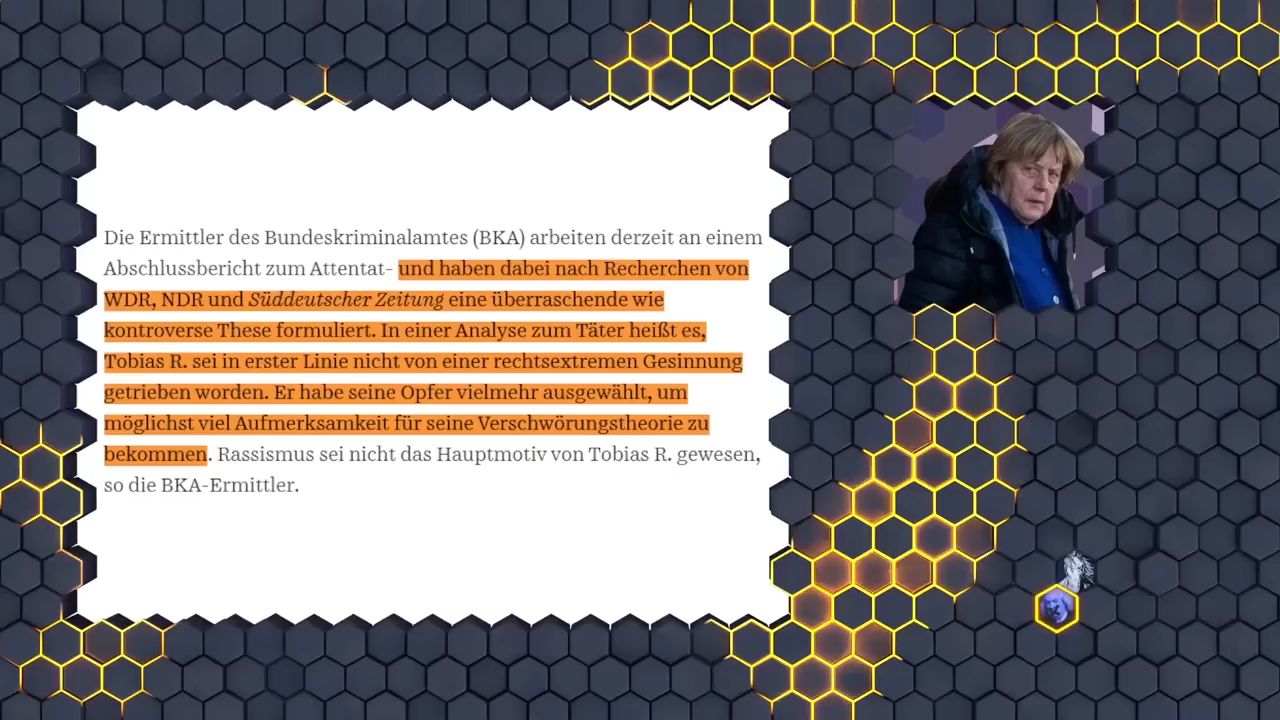 Die Ermittler des Bundeskriminalamtes (BKA) arbeiten derzeit an einem
Abschlussbericht zum Attentat- und haben dabei nach Recherchen von
WDR, NDR und Süddeutscher Zeitung eine überraschende wie
kontroverse These formuliert. In einer Analyse zum Täter heißt es,
Tobias R. sei in erster Linie nicht von einer rechtsextremen Gesinnung
getrieben worden. Er habe seine Opfer vielmehr ausgewählt, um
möglichst viel Aufmerksamkeit für seine Verschwörungstheorie zu
bekommen. Rassismus sei nicht das Hauptmotiv von Tobias R. gewesen,
so die BKA-Ermittler.